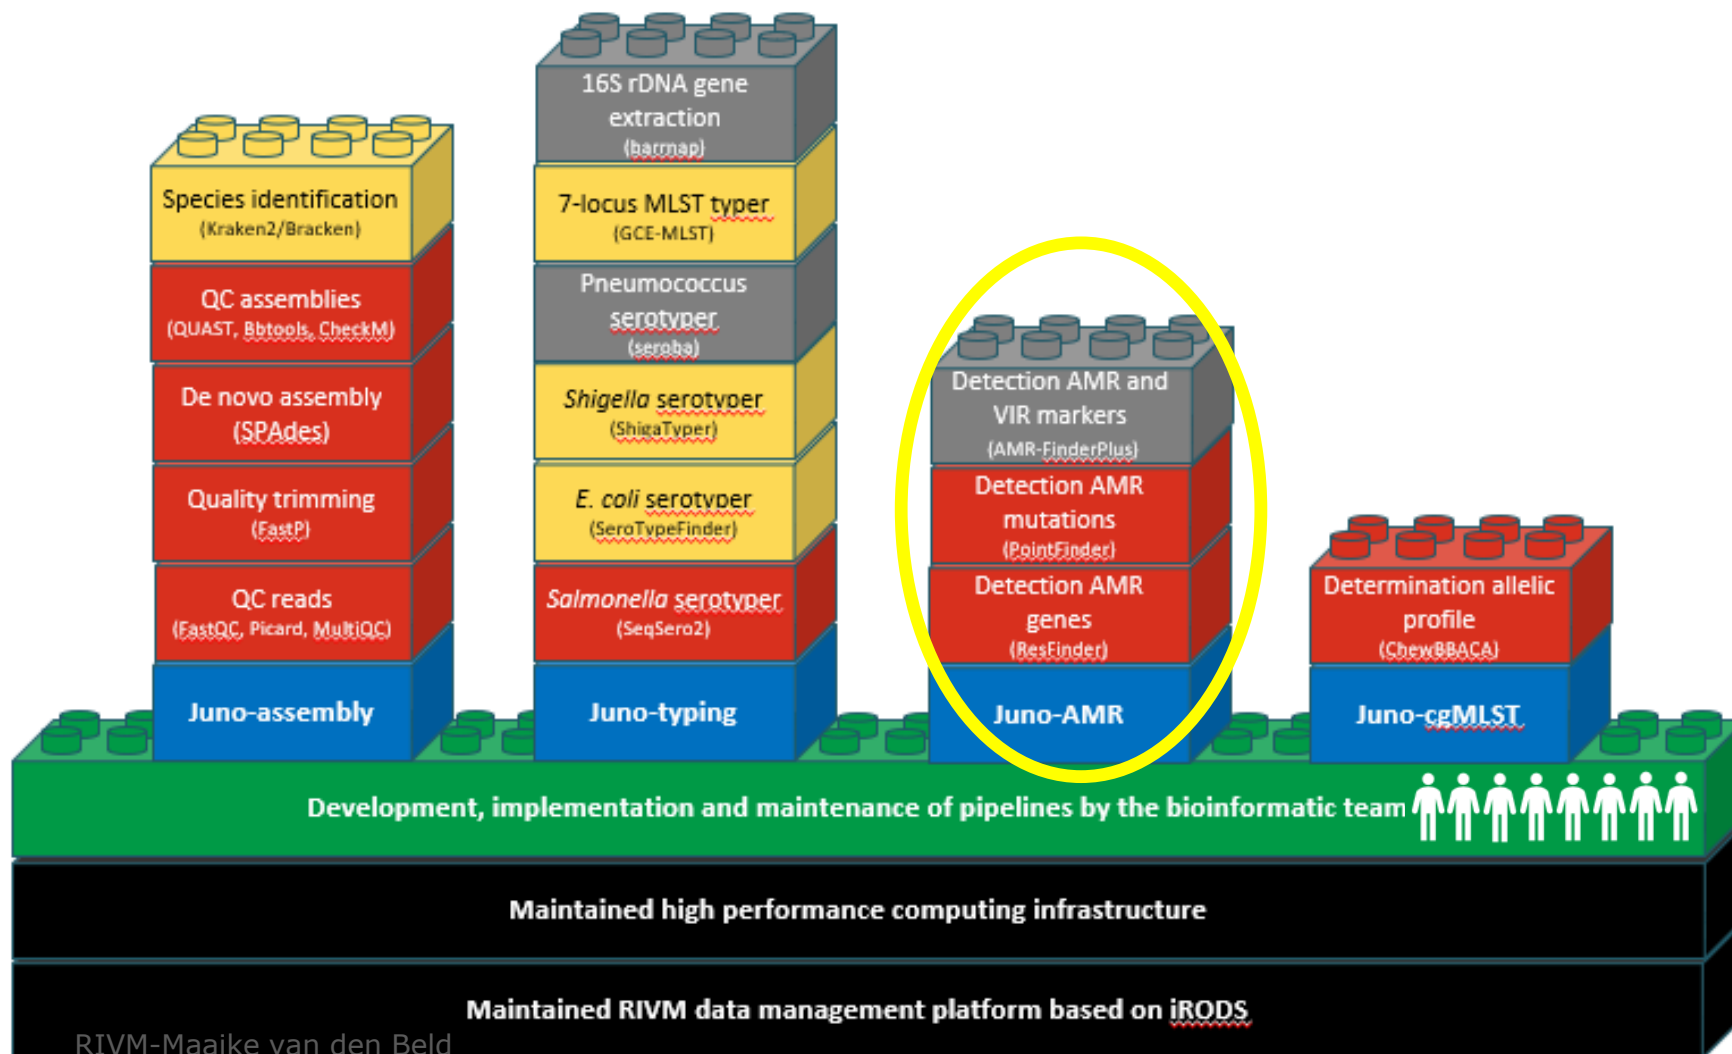 Species identification
(Kraken2/Bracken)
QC assemblies
(QUAST, Bbtools, CheckM)
De novo assembly
(SPAdes)
Quality trimming
(FastP)
QC reads
(FastQC, Picard, MultiQC)
Juno-assembly
16S rDNA gene
extraction
(barrnap)
7-locus MLST typer
(GCE-MLST)
Pneumococcus
serotyper
(seroba)
Shigella serotyper
(ShigaTyper)
E. coli serotyper
(SeroTypeFinder)
Salmonella serotyper
(SeqSero2)
Juno-typing
Detection AMR and
VIR markers
(AMR-FinderPlus)
Detection AMR
mutations
(PointFinder)
Detection AMR
genes
(ResFinder)
Juno-AMR
Determination allelic
profile
(ChewBBACA)
Juno-cgMLST
Development, implementation and maintenance of pipelines by the bioinformatic team
Maintained high performance computing infrastructure
Maintained RIVM data management platform based on iRODS
RIVM-Maaike van den Beld